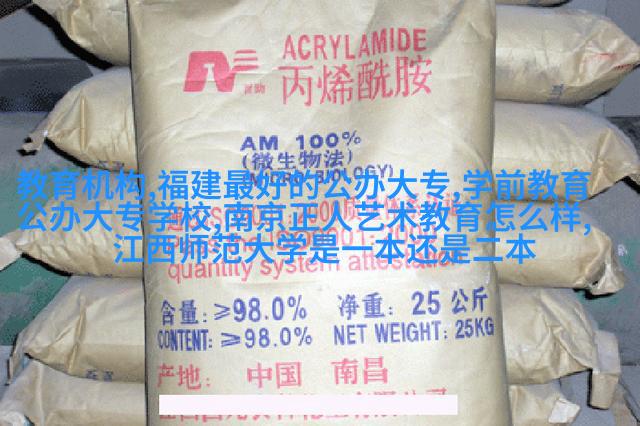 ACRYLAMIDE
丙烯酰胺
AM 100%
(微生物法)
教育机构,福建最好的公办大专,学前教育
公办大专学校,南京正人艺术教育怎么样,
江西师范大学是一本还是二本
quantity system attestation
含量:≥98.0% 净重: 25 公斤
CONTENT: ≥98.0% NET WEIGHT: 25KG
产地: 中国 南昌